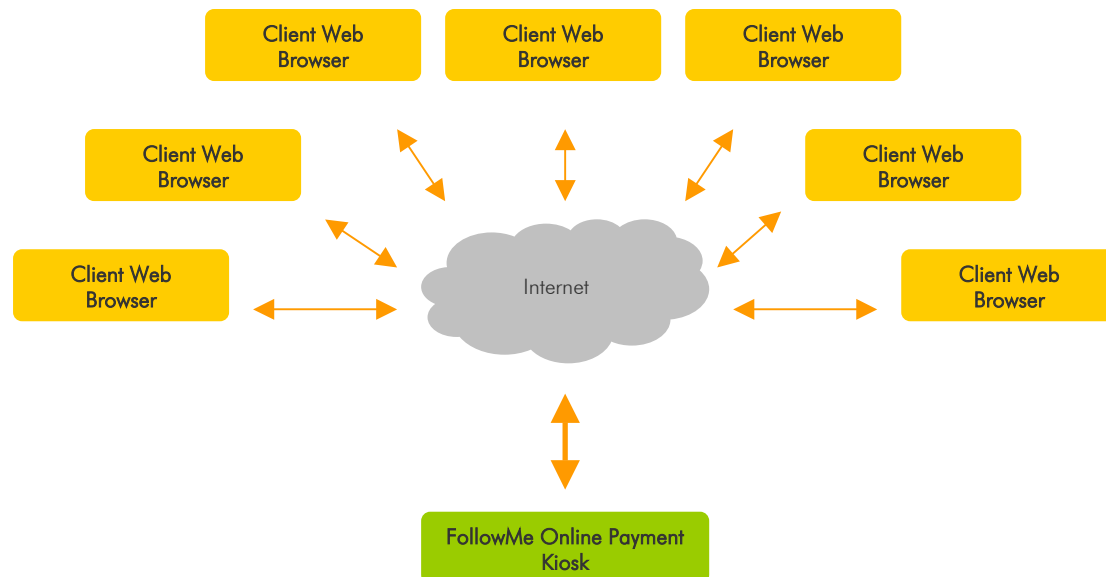 Client Web
Browser
Client Web
Browser
Client Web
Browser
Client Web
Browser
Client Web
Browser
Client Web
Browser
Internet
Client Web
Browser
FollowMe Online Payment
Kiosk